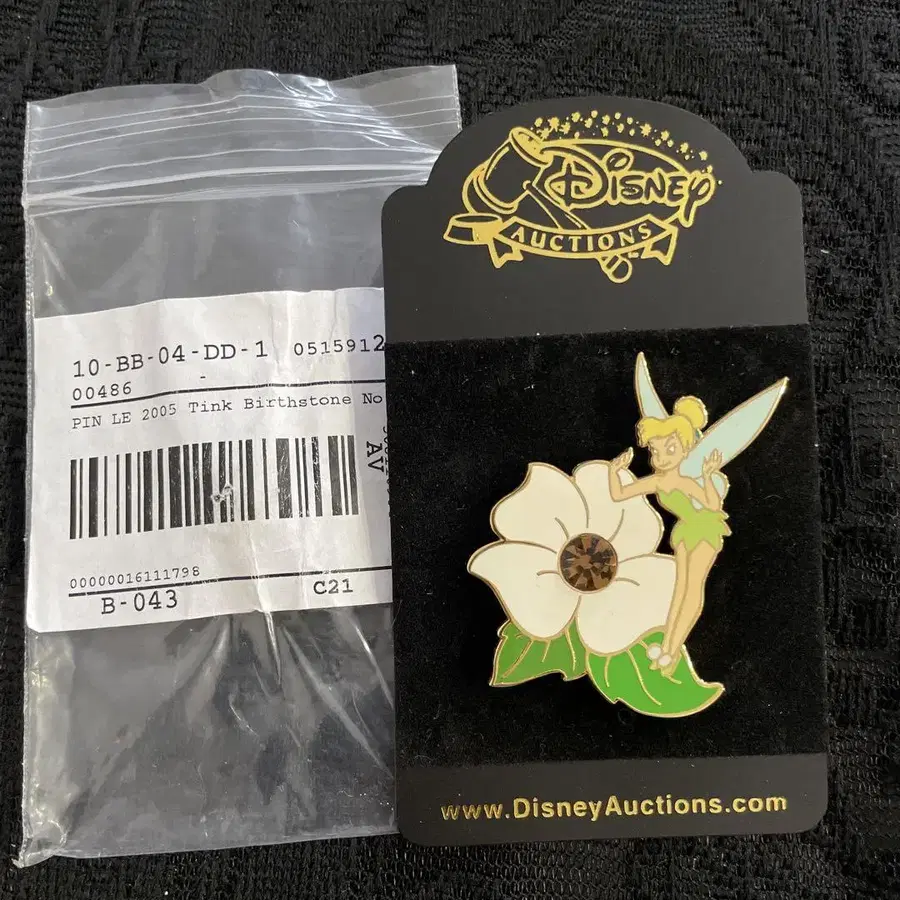 10-BB-04-DD-1 0515912
00486 -
PIN LE 2005 Tink Birthstone No
AV
00000016111798
B-043 C21
DISNEY
AUCTIONS
www.DisneyAuctions.com